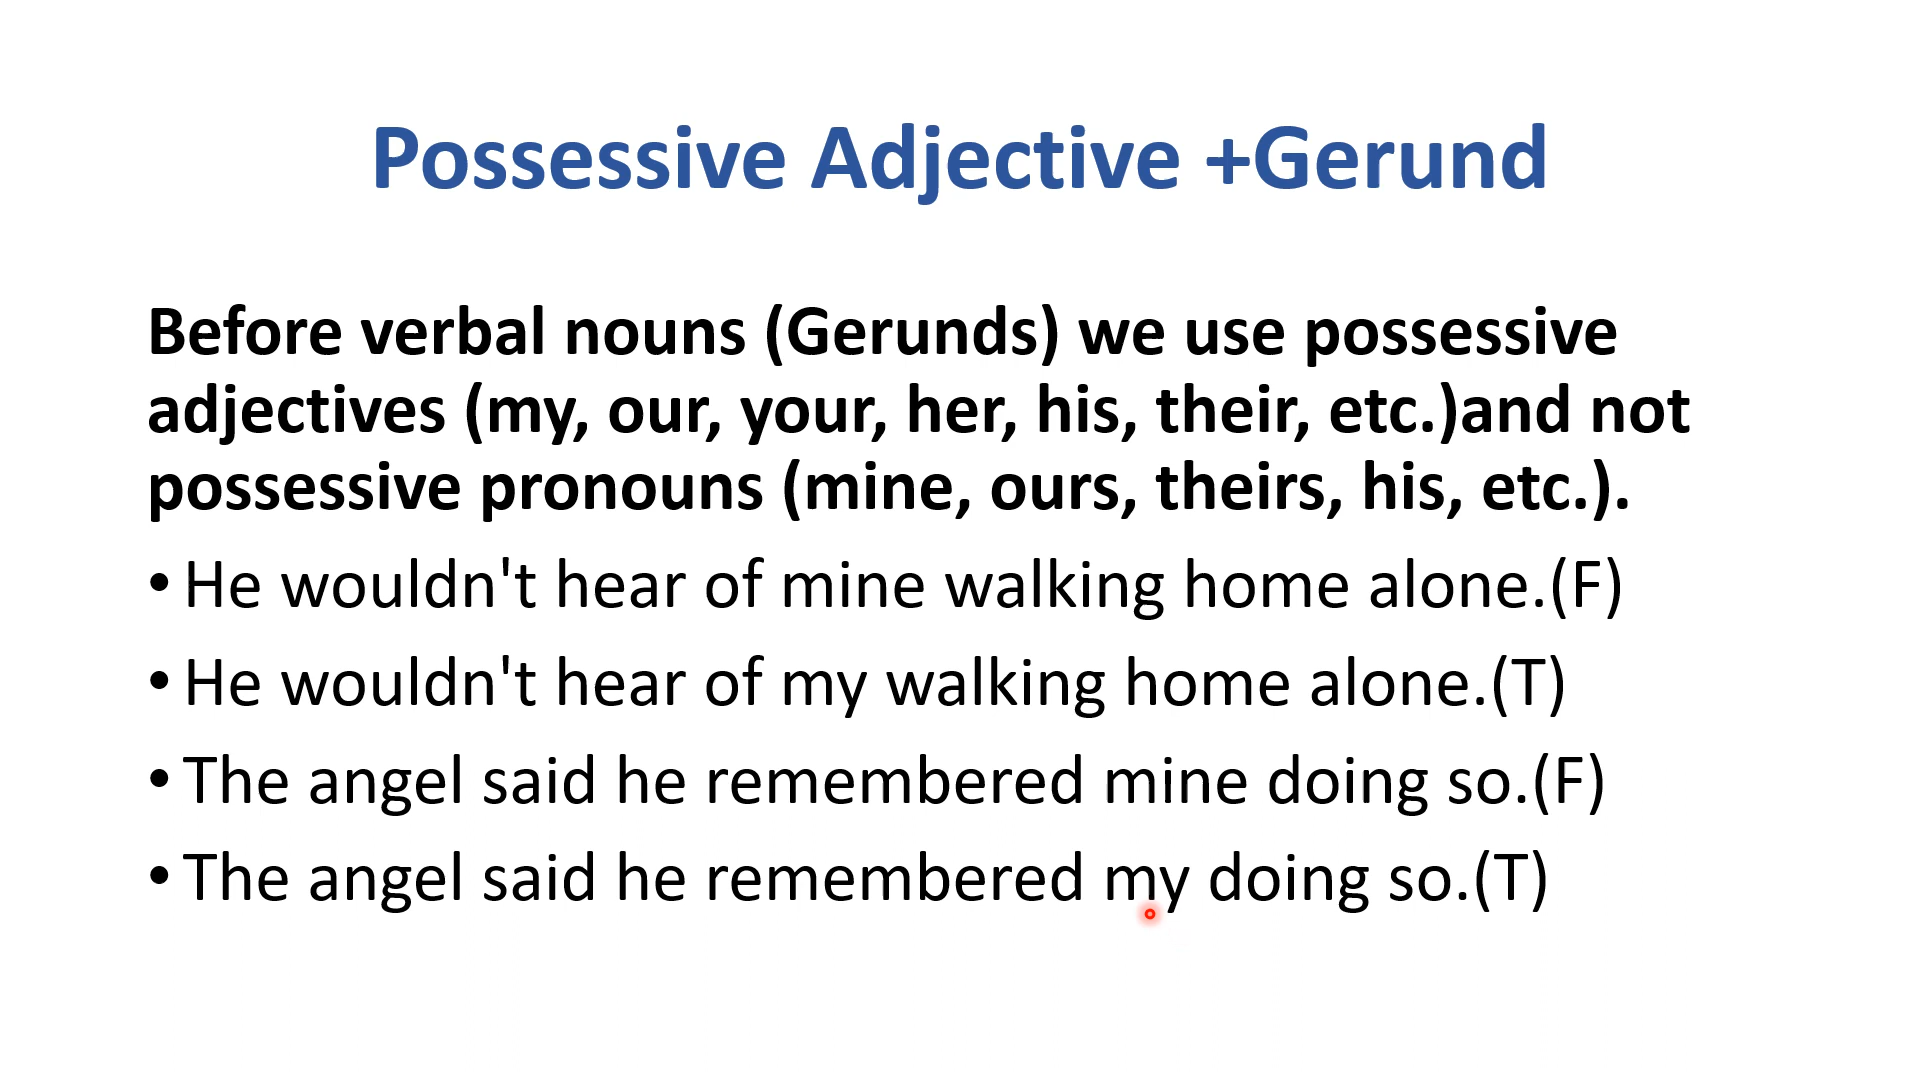 Possessive Adjective +Gerund
Before verbal nouns (Gerunds) we use possessive
adjectives (my, our, your, her, his, their, etc.)and not
possessive pronouns (mine, ours, theirs, his, etc.).
• He wouldn't hear of mine walking home alone.(F)
• He wouldn't hear of my walking home alone.(T)
• The angel said he remembered mine doing so.(F)
• The angel said he remembered my doing so.(T)